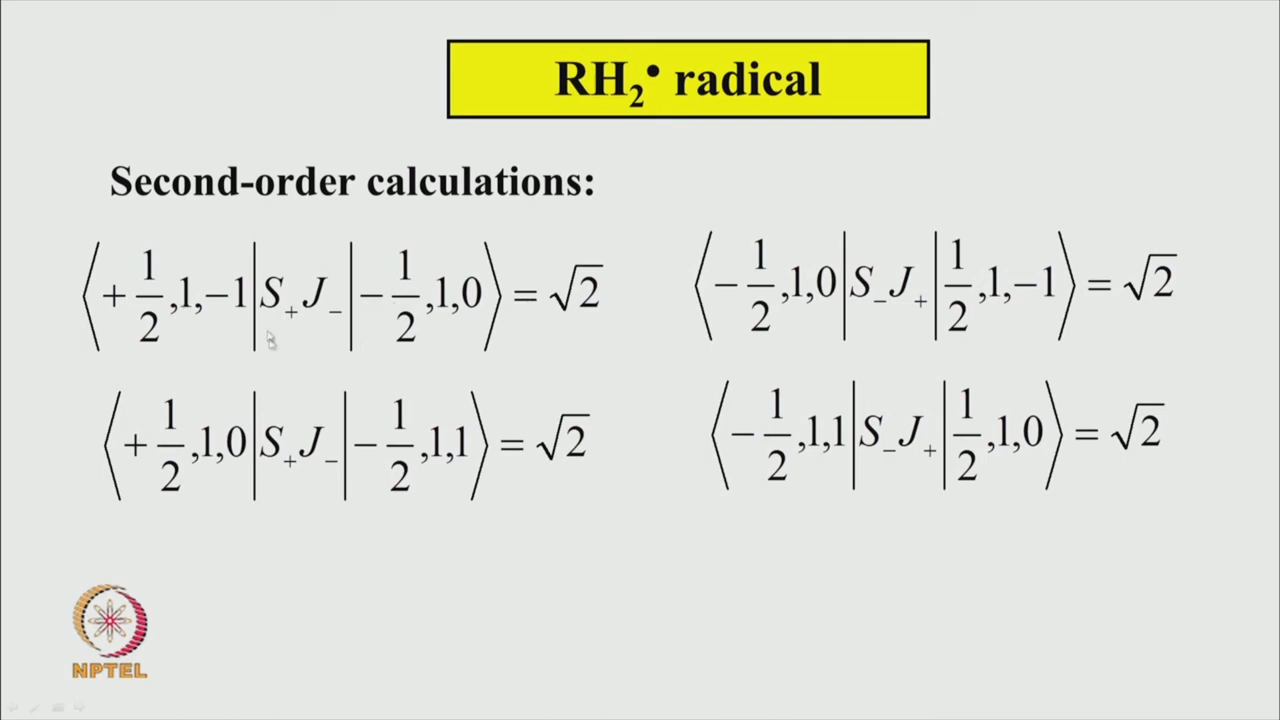 RH₂• radical
Second-order calculations:
⟨+1/2,1,−1|S₊J₋|−1/2,1,0⟩ = √2
⟨−1/2,1,0|S₋J₊|1/2,1,−1⟩ = √2
⟨+1/2,1,0|S₊J₋|−1/2,1,1⟩ = √2
⟨−1/2,1,1|S₋J₊|1/2,1,0⟩ = √2
NPTEL